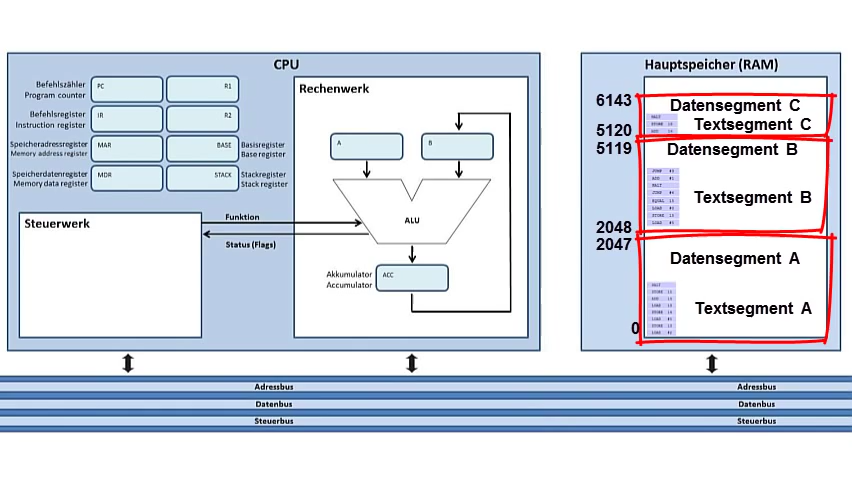 CPU
Befehlszähler
Program counter
PC
R1
Befehlsregister
Instruction register
IR
R2
Speicheradressregister
Memory address register
MAR
BASE
Basisregister
Base register
Speicherdatenregister
Memory data register
MDR
STACK
Stackregister
Stack register
Steuerwerk
Funktion
Status (Flags)
Rechenwerk
A
B
ALU
Akkumulator
Accumulator
ACC
Hauptspeicher (RAM)
6143
Datensegment C
Textsegment C
5120
5119
Datensegment B
Textsegment B
2048
2047
Datensegment A
Textsegment A
0
Adressbus
Adressbus
Datenbus
Datenbus
Steuerbus
Steuerbus